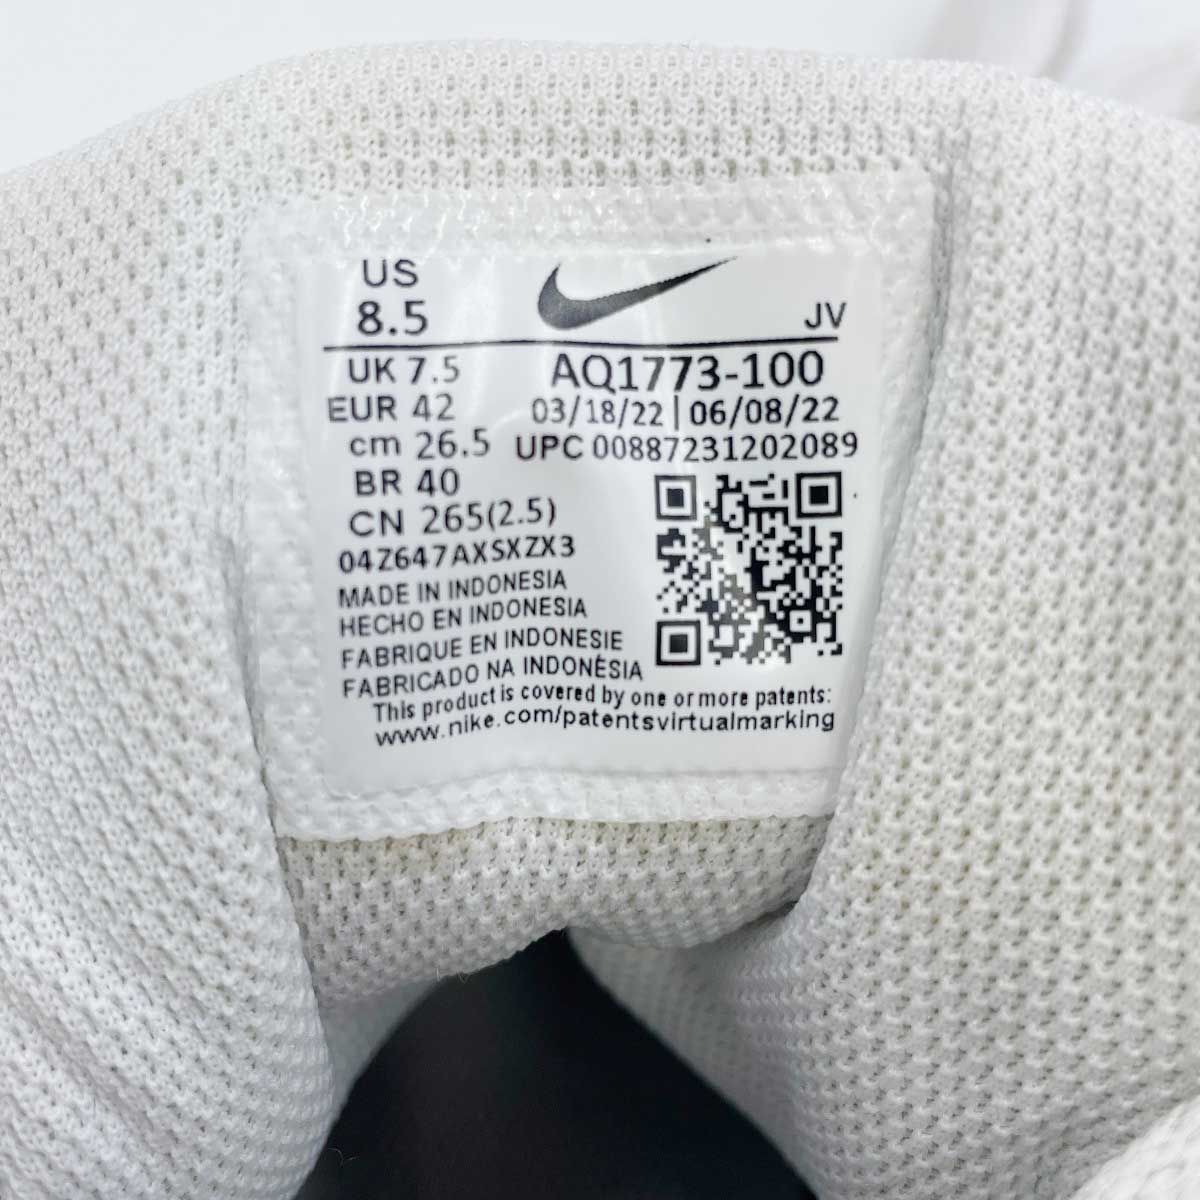 US
8.5
JV
UK 7.5
AQ1773-100
EUR 42
03/18/22 | 06/08/22
cm 26.5
UPC 00887231202089
BR 40
CN 265(2.5)
04Z647AXSXZX3
MADE IN INDONESIA
HECHO EN INDONESIA
FABRIQUE EN INDONESIE
FABRICADO NA INDONÉSIA
This product is covered by one or more patents:
www.nike.com/patentsvirtualmarking